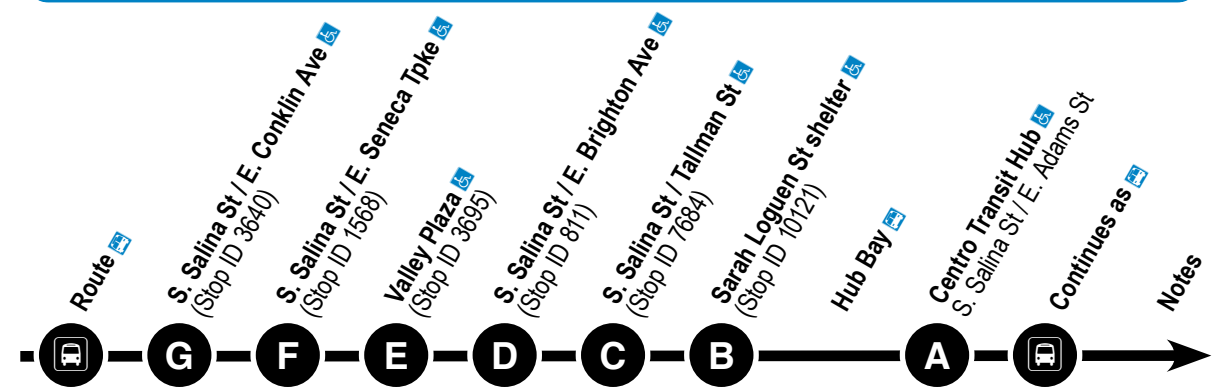 Route
S. Salina St / E. Conklin Ave
(Stop ID 3640)
S. Salina St / E. Seneca Tpke
(Stop ID 1568)
Valley Plaza
(Stop ID 3695)
S. Salina St / E. Brighton Ave
(Stop ID 811)
S. Salina St / Tallman St
(Stop ID 7684)
Sarah Loguen St shelter
(Stop ID 10121)
Hub Bay
Centro Transit Hub
S. Salina St / E. Adams St
Continues as
Notes
G
F
E
D
C
B
A